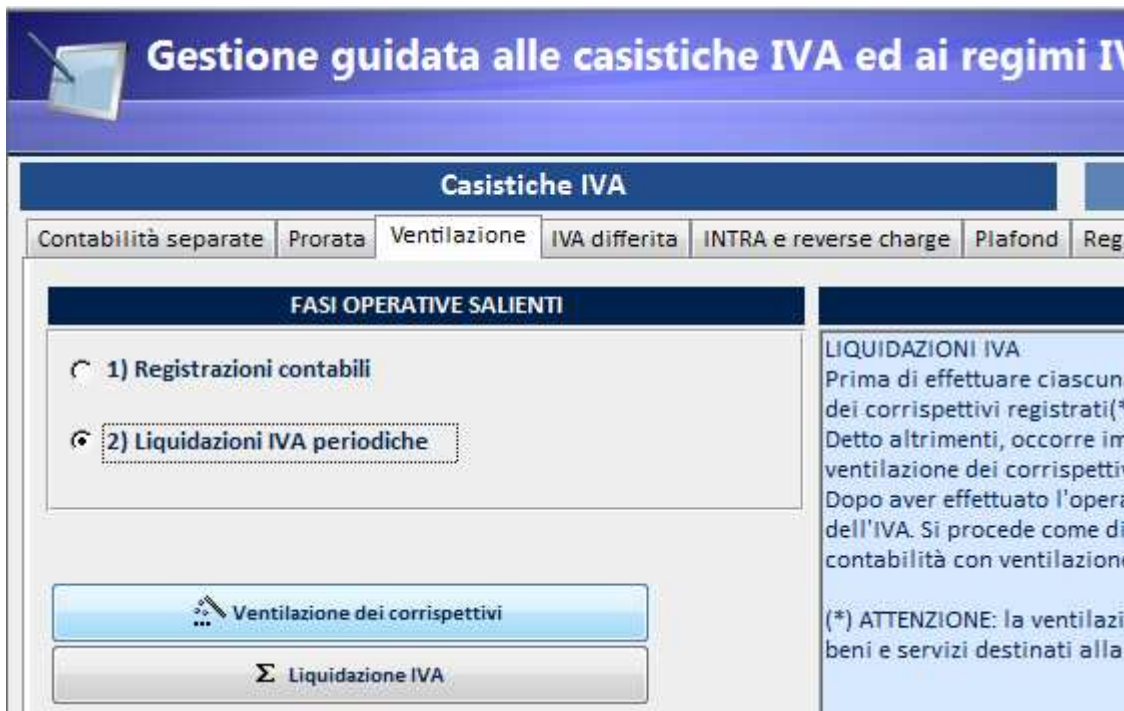 Gestione guidata alle casistiche IVA ed ai regimi
Casistiche IVA
Contabilità separate Prorata Ventilazione IVA differita INTRA e reverse charge Plafond Reg
FASI OPERATIVE SALIENTI
1) Registrazioni contabili
2) Liquidazioni IVA periodiche
Ventilazione dei corrispettivi
Σ Liquidazione IVA
LIQUIDAZIONI IVA
Prima di effettuare ciascun
dei corrispettivi registrati(*
Detto altrimenti, occorre im
ventilazione dei corrispettiv
Dopo aver effettuato l'opera
dell'IVA. Si procede come di
contabilità con ventilazione
(*) ATTENZIONE: la ventilazi
beni e servizi destinati alla